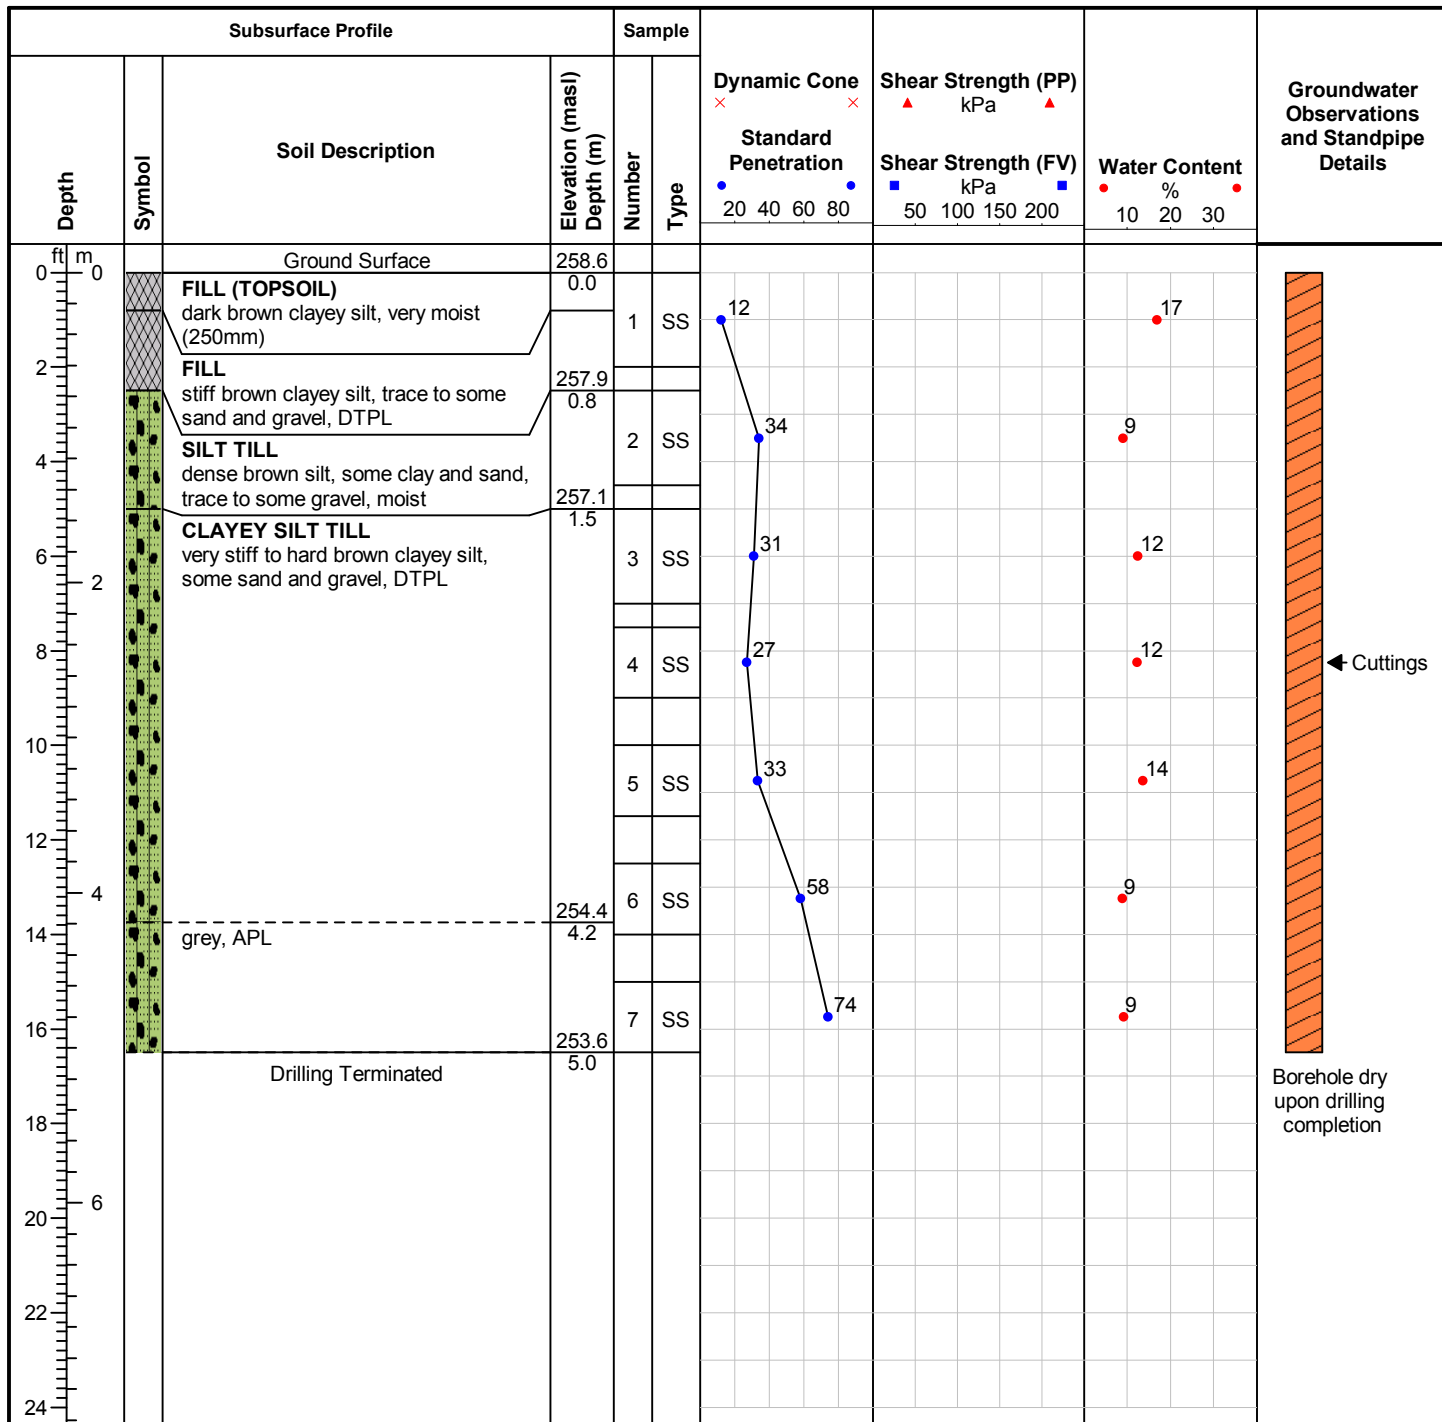 Subsurface Profile
Sample
Depth
Symbol
Soil Description
Elevation (masl)
Depth (m)
Number
Type
Dynamic Cone
Standard
Penetration
20 40 60 80
Shear Strength (PP)
kPa
Shear Strength (FV)
kPa
50 100 150 200
Water Content
%
10 20 30
Groundwater
Observations
and Standpipe
Details
ft m
0 0
2
4
6
2
8
10
12
4
14
16
18
6
20
22
24
Ground Surface
258.6
0.0
FILL (TOPSOIL)
dark brown clayey silt, very moist
(250mm)
FILL
stiff brown clayey silt, trace to some
sand and gravel, DTPL
257.9
0.8
SILT TILL
dense brown silt, some clay and sand,
trace to some gravel, moist
257.1
1.5
CLAYEY SILT TILL
very stiff to hard brown clayey silt,
some sand and gravel, DTPL
254.4
4.2
grey, APL
253.6
5.0
Drilling Terminated
1 SS 12 17
2 SS 34 9
3 SS 31 12
4 SS 27 12
5 SS 33 14
6 SS 58 9
7 SS 74 9
Cuttings
Borehole dry
upon drilling
completion